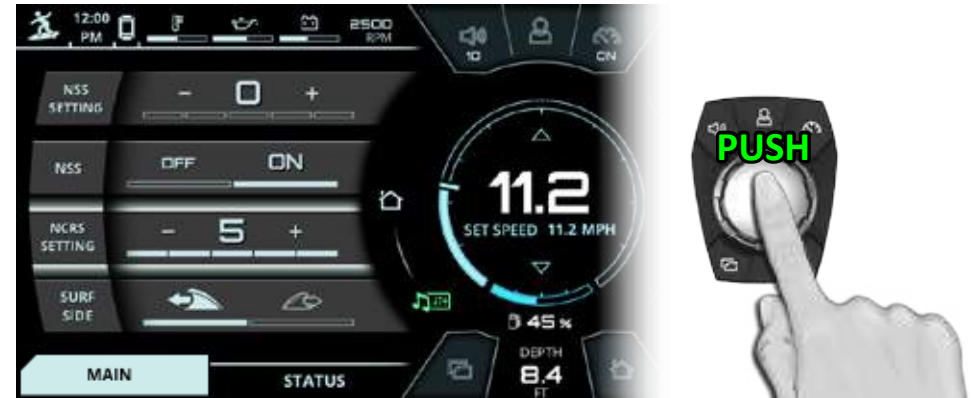 12:00
PM
2500
RPM
10
ON
NSS
SETTING
- 0 +
NSS
OFF ON
NCRS
SETTING
- 5 +
SURF
SIDE
11.2
SET SPEED 11.2 MPH
45 %
DEPTH
8.4
FT
MAIN
STATUS
PUSH